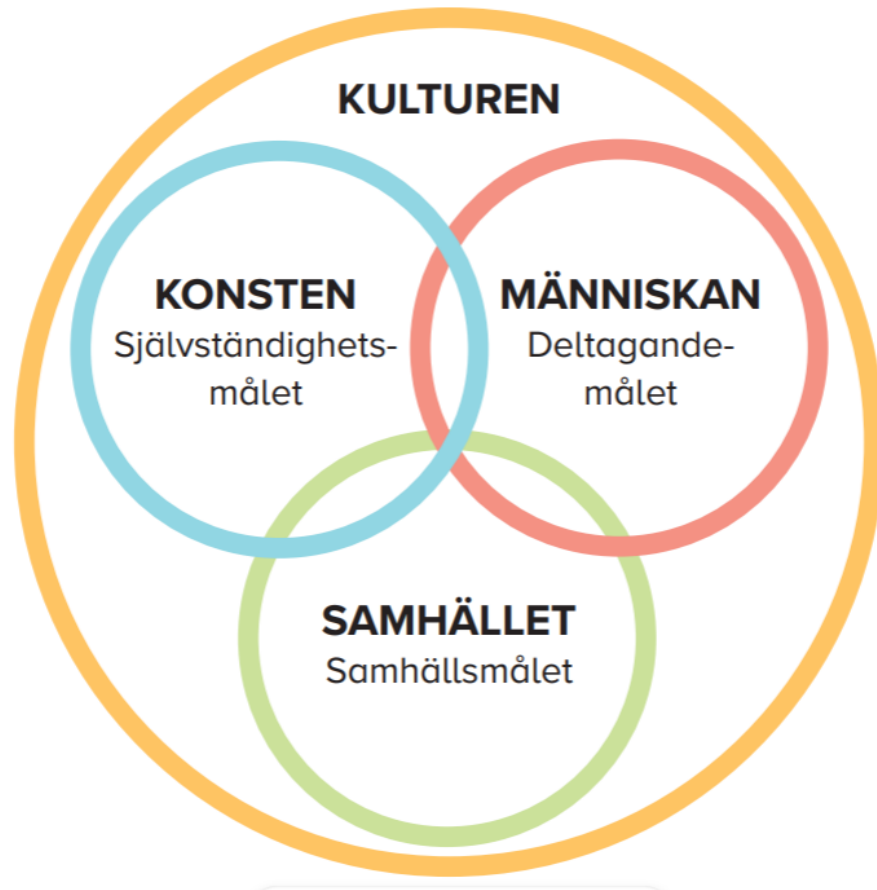 KULTUREN
KONSTEN
Självständighets-
målet
MÄNNISKAN
Deltagande-
målet
SAMHÄLLET
Samhällsmålet